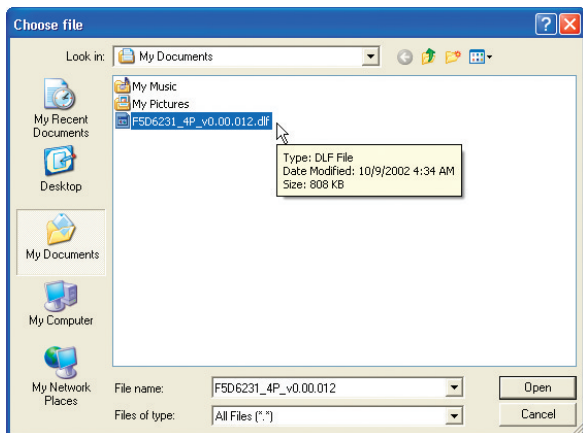 Choose file
Look in:
My Documents
My Recent
Documents
Desktop
My Documents
My Computer
My Network
Places
My Music
My Pictures
F5D6231_4P_v0.00.012.dlf
Type: DLF File
Date Modified: 10/9/2002 4:34 AM
Size: 808 KB
File name:
F5D6231_4P_v0.00.012
Open
Files of type:
All Files (*.*)
Cancel